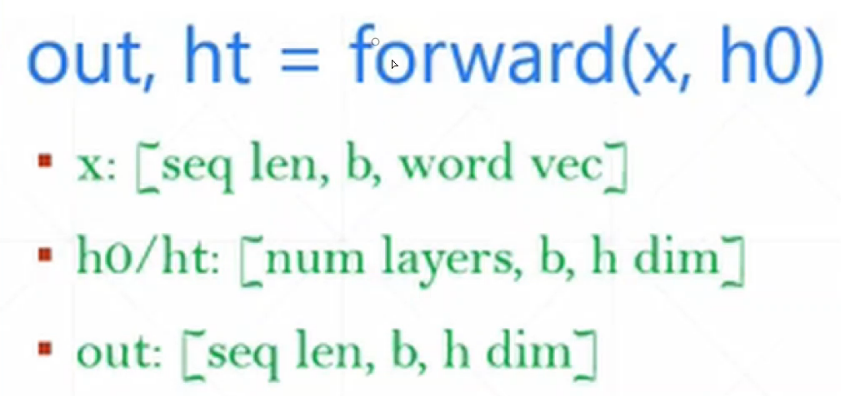 out, ht = forward(x, h0)
▪ x: [seq len, b, word vec]
▪ h0/ht: [num layers, b, h dim]
▪ out: [seq len, b, h dim]